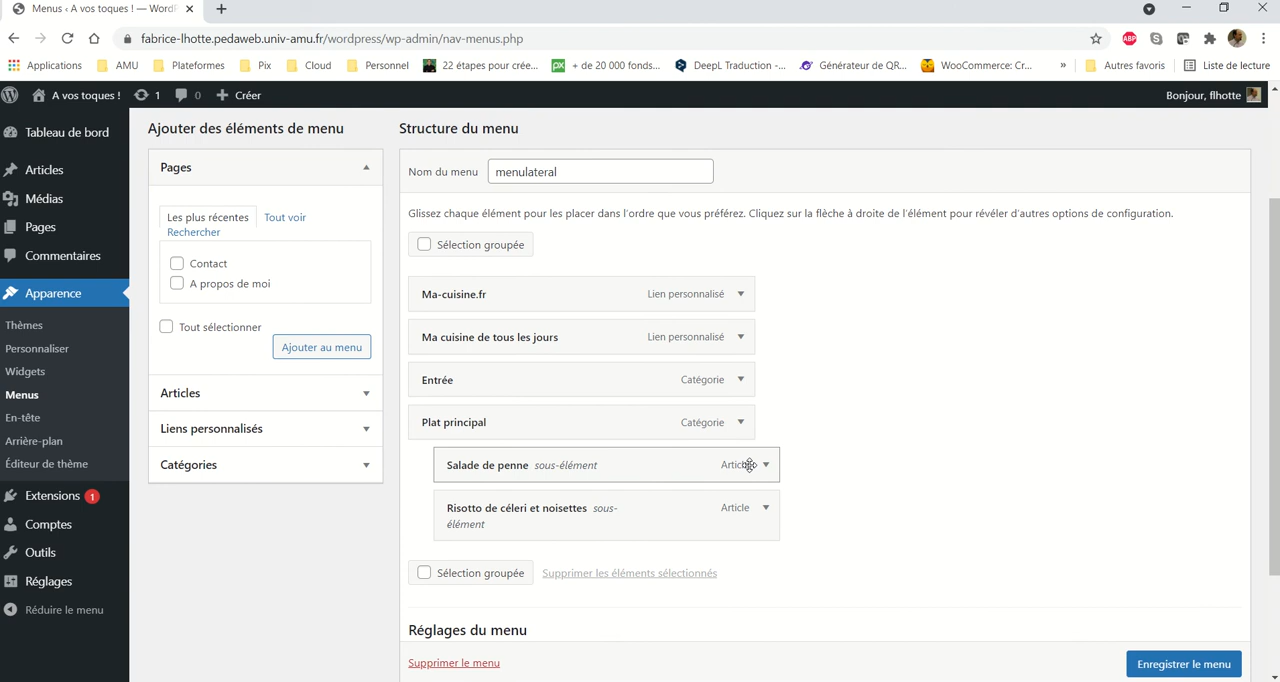 Menus ‹ A vos toques ! — WordP
fabrice-lhotte.pedaweb.univ-amu.fr/wordpress/wp-admin/nav-menus.php
Applications AMU Plateformes Pix Cloud Personnel 22 étapes pour crée... + de 20 000 fonds... DeepL Traduction -... Générateur de QR... WooCommerce: Cr... » Autres favoris Liste de lecture
A vos toques ! 1 0 Créer Bonjour, flhotte
Tableau de bord
Articles
Médias
Pages
Commentaires
Apparence
Thèmes
Personnaliser
Widgets
Menus
En-tête
Arrière-plan
Éditeur de thème
Extensions 1
Comptes
Outils
Réglages
Réduire le menu
Ajouter des éléments de menu
Pages
Les plus récentes Tout voir
Rechercher
Contact
A propos de moi
Tout sélectionner
Ajouter au menu
Articles
Liens personnalisés
Catégories
Structure du menu
Nom du menu menulateral
Glissez chaque élément pour les placer dans l’ordre que vous préférez. Cliquez sur la flèche à droite de l’élément pour révéler d’autres options de configuration.
Sélection groupée
Ma-cuisine.fr Lien personnalisé
Ma cuisine de tous les jours Lien personnalisé
Entrée Catégorie
Plat principal Catégorie
Salade de penne sous-élément Article
Risotto de céleri et noisettes sous- Article
élément
Sélection groupée Supprimer les éléments sélectionnés
Réglages du menu
Supprimer le menu Enregistrer le menu